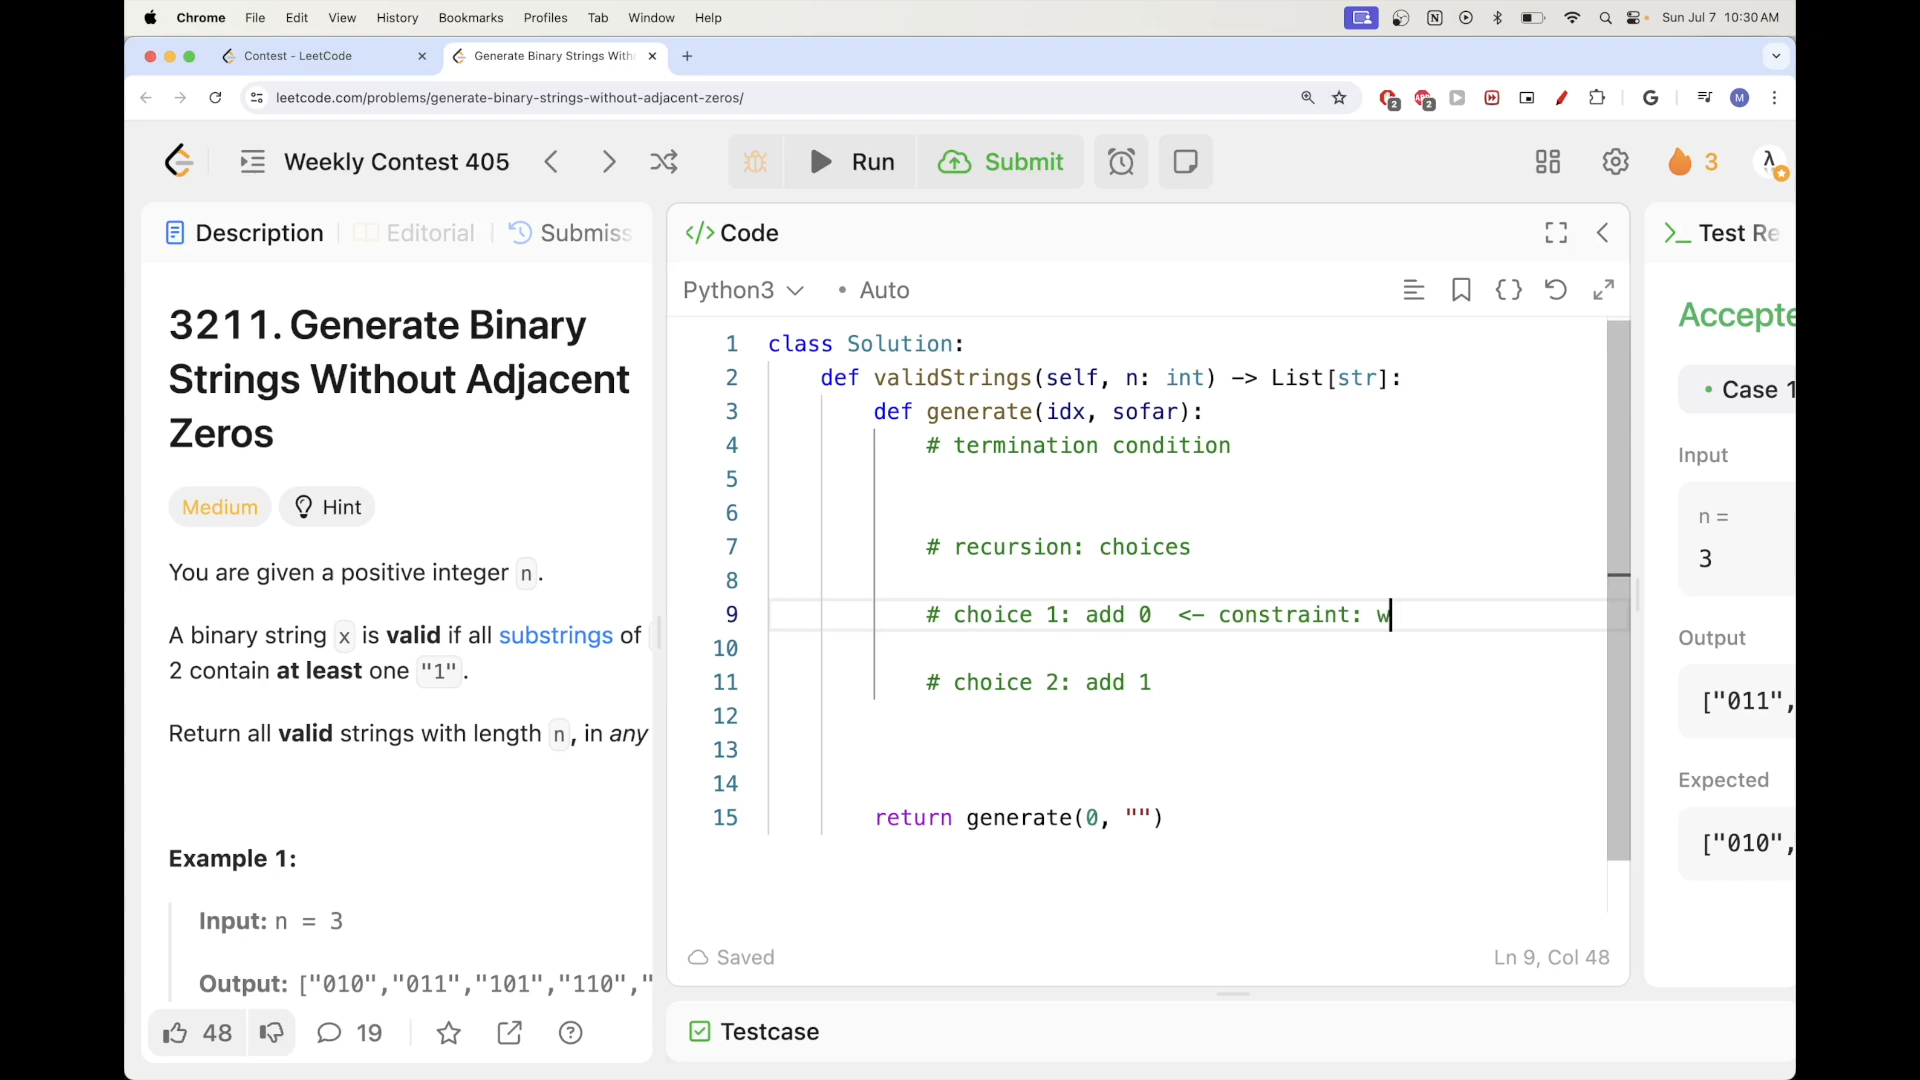 Chrome File Edit View History Bookmarks Profiles Tab Window Help Sun Jul 7 10:30 AM
Contest - LeetCode
Generate Binary Strings With
leetcode.com/problems/generate-binary-strings-without-adjacent-zeros/
2 2 G M
Weekly Contest 405 Run Submit 3
Description Editorial Submiss
3211. Generate Binary
Strings Without Adjacent
Zeros
Medium Hint
You are given a positive integer n.
A binary string x is valid if all substrings of
2 contain at least one "1".
Return all valid strings with length n, in any
Example 1:
Input: n = 3
Output: ["010","011","101","110","
48 19
</> Code
Python3 • Auto
1 class Solution:
2 def validStrings(self, n: int) -> List[str]:
3 def generate(idx, sofar):
4 # termination condition
5
6
7 # recursion: choices
8
9 # choice 1: add 0  <- constraint: w
10
11 # choice 2: add 1
12
13
14
15 return generate(0, "")
Saved Ln 9, Col 48
Testcase
Test Re
Accepte
• Case 1
Input
n =
3
Output
["011",
Expected
["010",